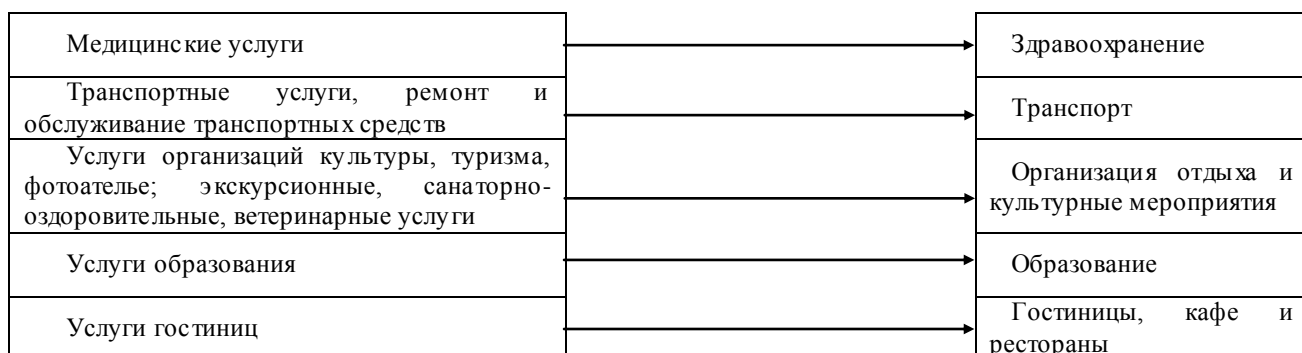 Медицинские услуги
Здравоохранение
Транспортные услуги, ремонт и
обслуживание транспортных средств
Транспорт
Услуги организаций культуры, туризма,
фотоателье; экскурсионные, санаторно-
оздоровительные, ветеринарные услуги
Организация отдыха и
культурные мероприятия
Услуги образования
Образование
Услуги гостиниц
Гостиницы, кафе и
рестораны